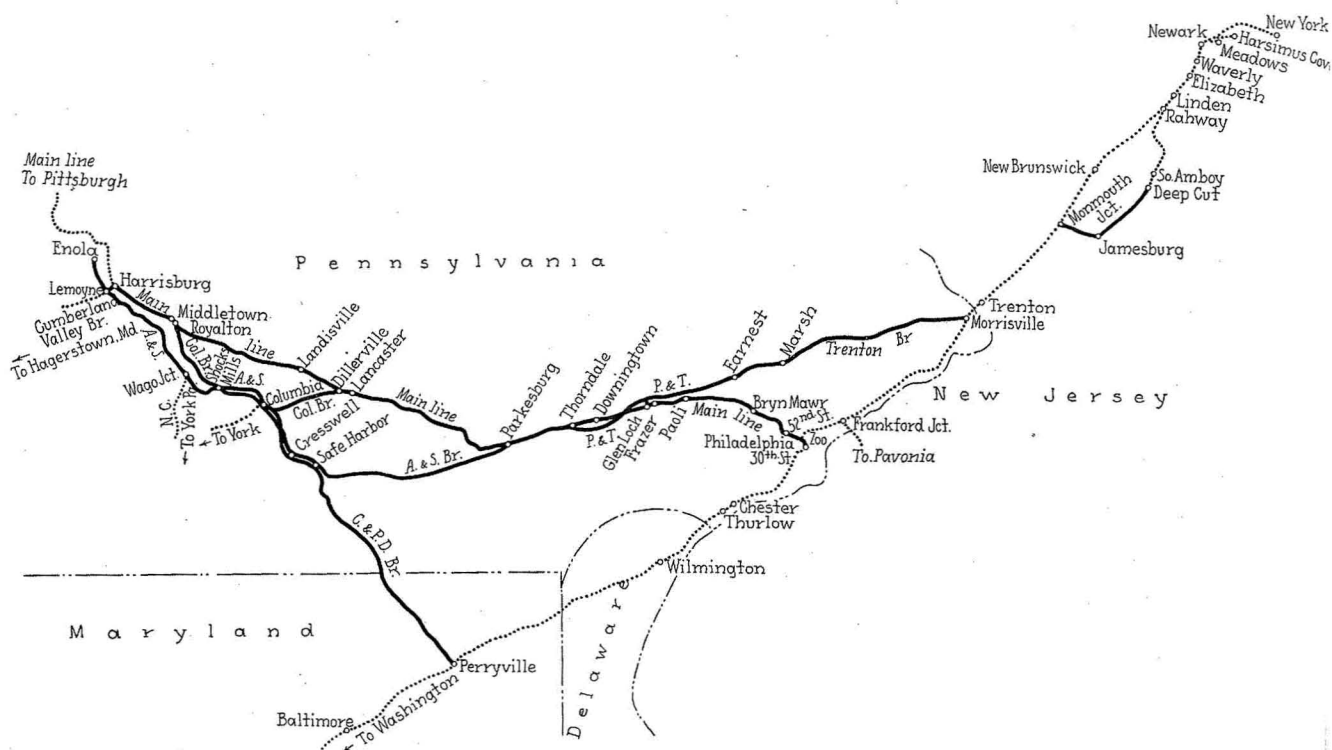 New York
Newark
Harsimus Cov
Meadows
Waverly
Elizabeth
Linden
Rahway
Main line
To Pittsburgh
New Brunswick
So. Amboy
Deep Cut
Monmouth
Jct.
Jamesburg
Enola
Pennsylvania
Harrisburg
Lemoyne
Main
line
Cumberland
Valley Br.
To Hagerstown, Md.
Middletown
Royalton
Landisville
A.&S.
Col. Br.
Shocks
Mills
Wago Jct.
A.&S.
Columbia
Col. Br.
Dillerville
Lancaster
Main line
N.C.
To York
To York
Cresswell
Safe Harbor
A.&S. Br.
Parkesburg
Thorndale
Downingtown
P.&T.
P.&T.
Glen Loch
Frazer
Paoli
Main line
Earnest
Marsh
Trenton Br
Trenton
Morrisville
New Jersey
Bryn Mawr
52nd St.
Zoo
Philadelphia
30th St.
Frankford Jct.
To Pavonia
Chester
Thurlow
Wilmington
C.&P.D. Br.
Maryland
Delaware
Perryville
Baltimore
To Washington